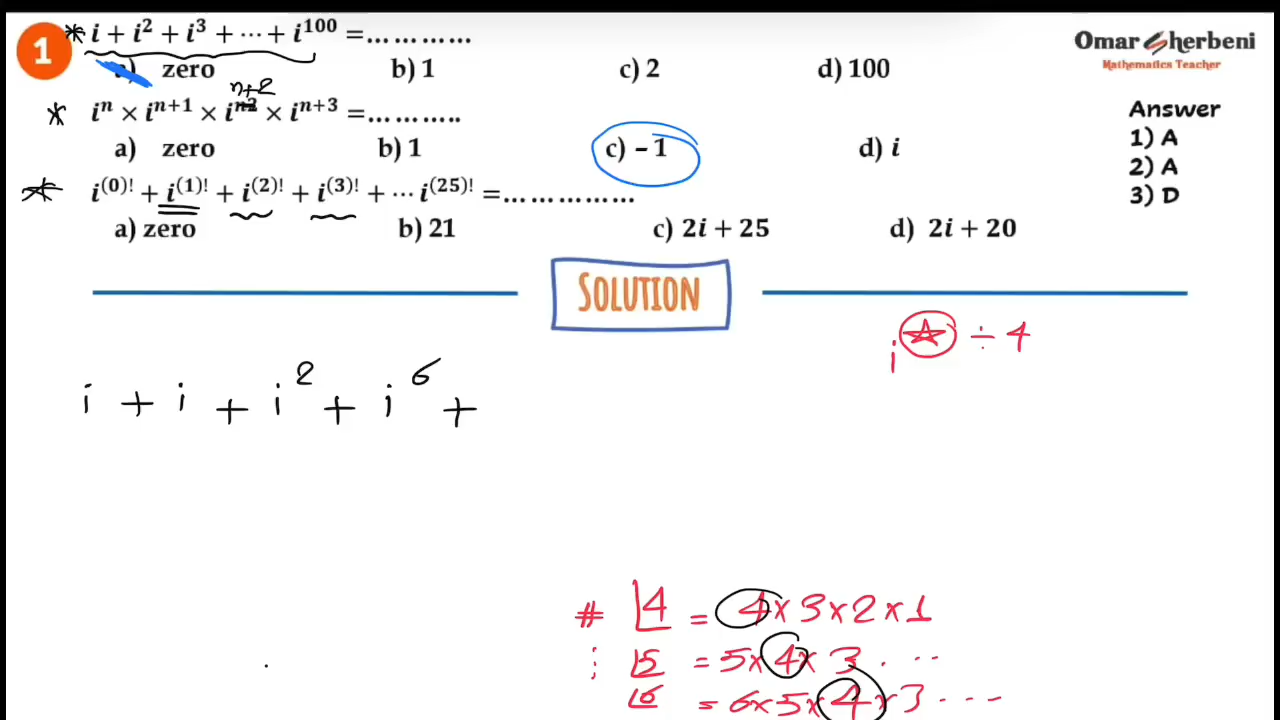 1
* i + i² + i³ + ⋯ + i¹⁰⁰ = … … … …
a) zero b) 1 c) 2 d) 100
Omar Sherbeni
Mathematics Teacher
n+2
* iⁿ × iⁿ⁺¹ × iⁿ² × iⁿ⁺³ = … … … ..
a) zero b) 1 c) – 1 d) i
* i⁽⁰⁾! + i⁽¹⁾! + i⁽²⁾! + i⁽³⁾! + ⋯ i⁽²⁵⁾! = … … … … …
a) zero b) 21 c) 2i + 25 d) 2i + 20
Answer
1) A
2) A
3) D
SOLUTION
i^☆ ÷ 4
i + i + i² + i⁶ +
# ⌊4 = 4 × 3 × 2 × 1
⋮ ⌊5 = 5 × 4 × 3 . ...
⌊6 = 6 × 5 × 4 × 3 ...